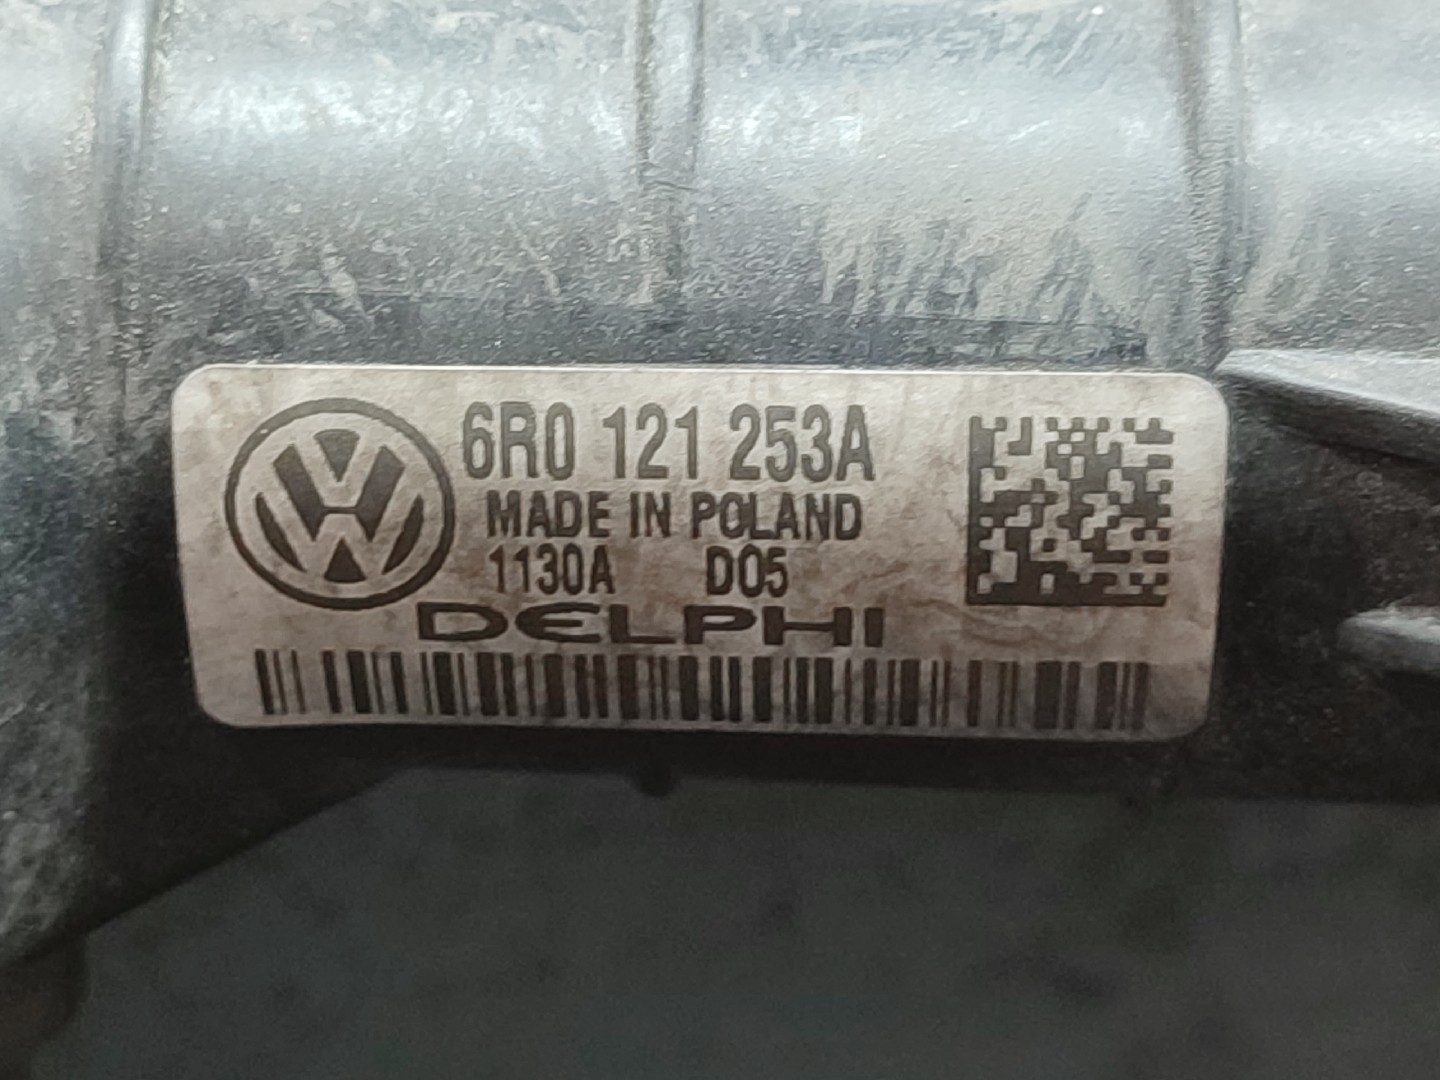 6R0 121 253A
MADE IN POLAND
1130A D05
DELPHI